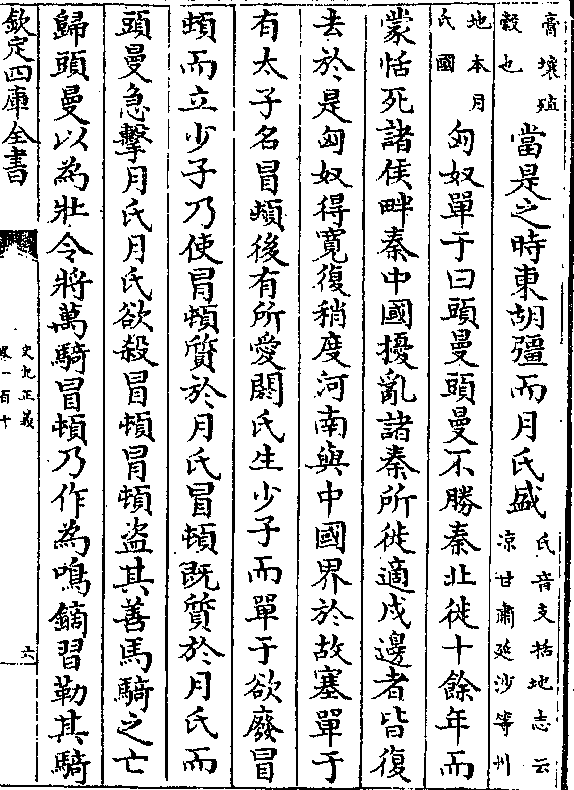 膏壤殖
穀也
當是之時東胡彊而月氏盛
氏音支括地志云
涼甘肅延沙等州
地本月
氏國
匈奴單于曰頭曼頭曼不勝秦北徙十餘年而
蒙恬死諸侯畔秦中國擾亂諸秦所徙適戍邊者皆復
去於是匈奴得寛復稍度河南與中國界於故塞單于
有太子名冒頓後有所愛閼氏生少子而單于欲廢冒
頓而立少子乃使冒頓質於月氏冒頓既質於月氏而
頭曼急擊月氏月氏欲殺冒頓冒頓盜其善馬騎之亡
歸頭曼以為壯令將萬騎冒頓乃作為鳴鏑習勒其騎
欽定四庫全書
史記正義
卷一百十
六